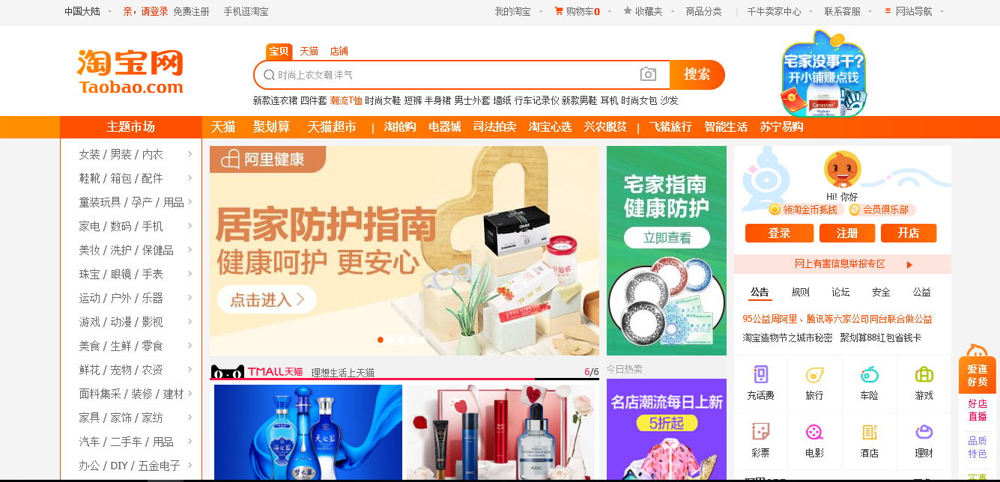 中国大陆 亲，请登录 免费注册 手机逛淘宝 我的淘宝 购物车0 收藏夹 商品分类 | 千牛卖家中心 联系客服 网站导航
淘宝网
Taobao.com
宝贝 天猫 店铺
时尚上衣女潮 洋气
搜索
新款连衣裙 四件套 潮流T恤 时尚女鞋 短裤 半身裙 男士外套 墙纸 行车记录仪 新款男鞋 耳机 时尚女包 沙发
宅家没事干?
开小铺赚点钱
Canesten
主题市场 天猫 聚划算 天猫超市 | 淘抢购 电器城 司法拍卖 淘宝心选 兴农脱贫 | 飞猪旅行 智能生活 苏宁易购
女装 / 男装 / 内衣
鞋靴 / 箱包 / 配件
童装玩具 / 孕产 / 用品
家电 / 数码 / 手机
美妆 / 洗护 / 保健品
珠宝 / 眼镜 / 手表
运动 / 户外 / 乐器
游戏 / 动漫 / 影视
美食 / 生鲜 / 零食
鲜花 / 宠物 / 农资
面料集采 / 装修 / 建材
家具 / 家饰 / 家纺
汽车 / 二手车 / 用品
办公 / DIY / 五金电子
阿里健康
居家防护指南
健康呵护 更安心
点击进入
TMALL天猫 理想生活上天猫 6/6
海之蓝
天之蓝
梦之蓝
AHC
AHC
宅家指南
健康防护
立即查看
今日热卖
名店潮流每日上新
5折起
Hi! 你好
领淘金币抵钱 会员俱乐部
登录 注册 开店
网上有害信息举报专区
公告 规则 论坛 安全 公益
95公益周阿里、腾讯等六家公司同台联合做公益
淘宝造物节之城市秘密 聚划算88红包省钱卡
充话费 旅行 车险 游戏
彩票 电影 酒店 理财
爱逛
好货
好店
直播
品质
特色